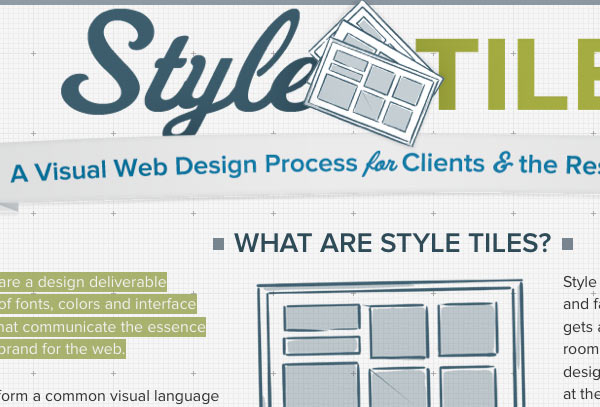 Style TILE
A Visual Web Design Process for Clients & the Res
WHAT ARE STYLE TILES?
are a design deliverable
of fonts, colors and interface
hat communicate the essence
brand for the web.
form a common visual language
Style
and fa
gets a
room
desig
at the